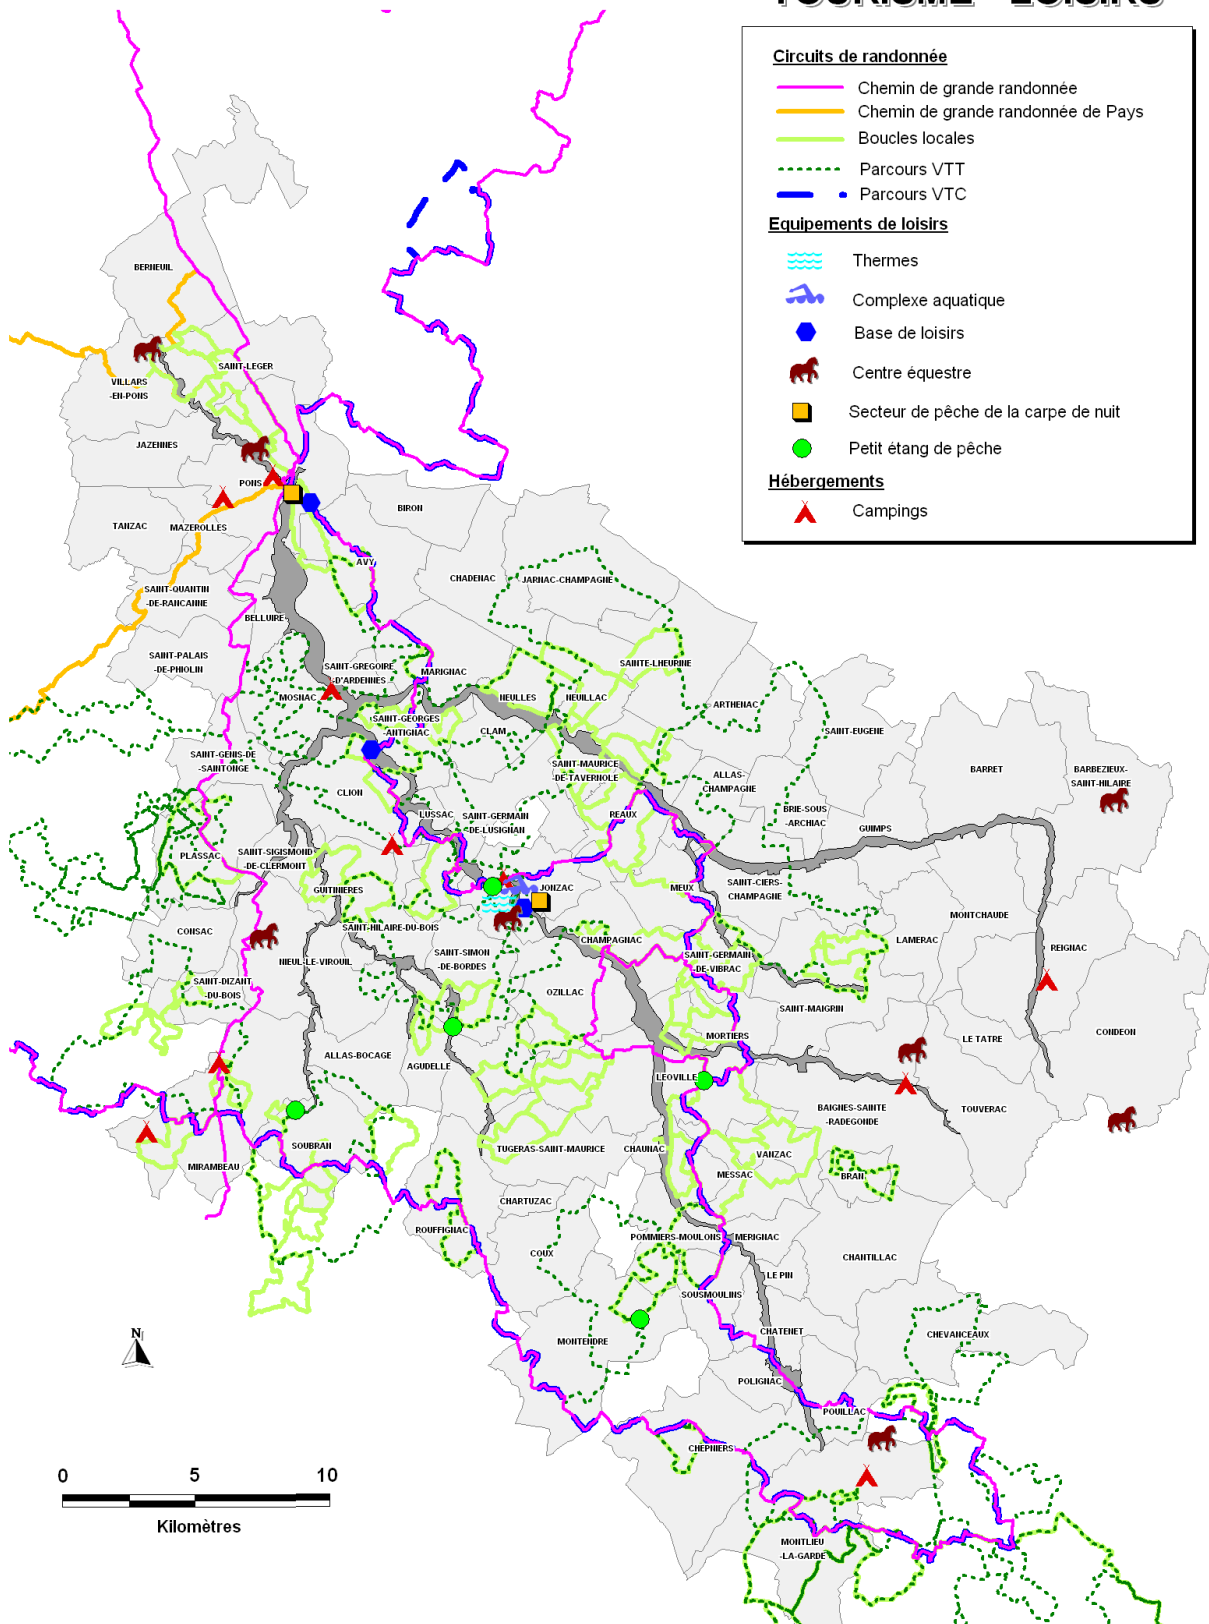 TOURISME - LOISIRS
Circuits de randonnée
Chemin de grande randonnée
Chemin de grande randonnée de Pays
Boucles locales
Parcours VTT
Parcours VTC
Equipements de loisirs
Thermes
Complexe aquatique
Base de loisirs
Centre équestre
Secteur de pêche de la carpe de nuit
Petit étang de pêche
Hébergements
Campings
BERNEUIL
SAINT-LEGER
VILLARS
-EN-PONS
JAZENNES
PONS
BIRON
TANZAC
MAZEROLLES
AVY
CHADENAC
JARNAC-CHAMPAGNE
SAINT-QUANTIN
-DE-RANCANNE
BELLUIRE
SAINT-PALAIS
-DE-PHIOLIN
SAINT-GREGOIRE
-D'ARDENNES
MARIGNAC
SAINTE-LHEURINE
MOSNAC
NEULLES
NEUILLAC
ARTHENAC
SAINT-GEORGES
-ANTIGNAC
CLAM
SAINT-EUGENE
SAINT-GENIS-DE
-SAINTONGE
SAINT-MAURICE
-DE-TAVERNOLE
ALLAS-
CHAMPAGNE
BARRET
BARBEZIEUX-
SAINT-HILAIRE
CLION
LUSSAC
SAINT-GERMAIN
-DE-LUSIGNAN
REAUX
BRIE-SOUS
-ARCHIAC
GUIMPS
PLASSAC
SAINT-SIGISMOND
-DE-CLERMONT
GUITINIERES
JONZAC
MEUX
SAINT-CIERS-
CHAMPAGNE
MONTCHAUDE
CONSAC
SAINT-HILAIRE-DU-BOIS
CHAMPAGNAC
LAMERAC
REIGNAC
NIEUL-LE-VIROUIL
SAINT-SIMON
-DE-BORDES
SAINT-GERMAIN
-DE-VIBRAC
SAINT-DIZANT
-DU-BOIS
OZILLAC
SAINT-MAIGRIN
MORTIERS
LE TATRE
CONDEON
ALLAS-BOCAGE
AGUDELLE
LEOVILLE
BAIGNES-SAINTE
-RADEGONDE
TOUVERAC
SOUBRAN
TUGERAS-SAINT-MAURICE
CHAUNAC
VANZAC
MIRAMBEAU
MESSAC
BRAN
CHARTUZAC
ROUFFIGNAC
COUX
POMMIERS-MOULONS
MERIGNAC
CHANTILLAC
LE PIN
SOUSMOULINS
MONTENDRE
CHATENET
CHEVANCEAUX
POLIGNAC
POUILLAC
CHEPNIERS
MONTLIEU
-LA-GARDE
N
0 5 10
Kilomètres